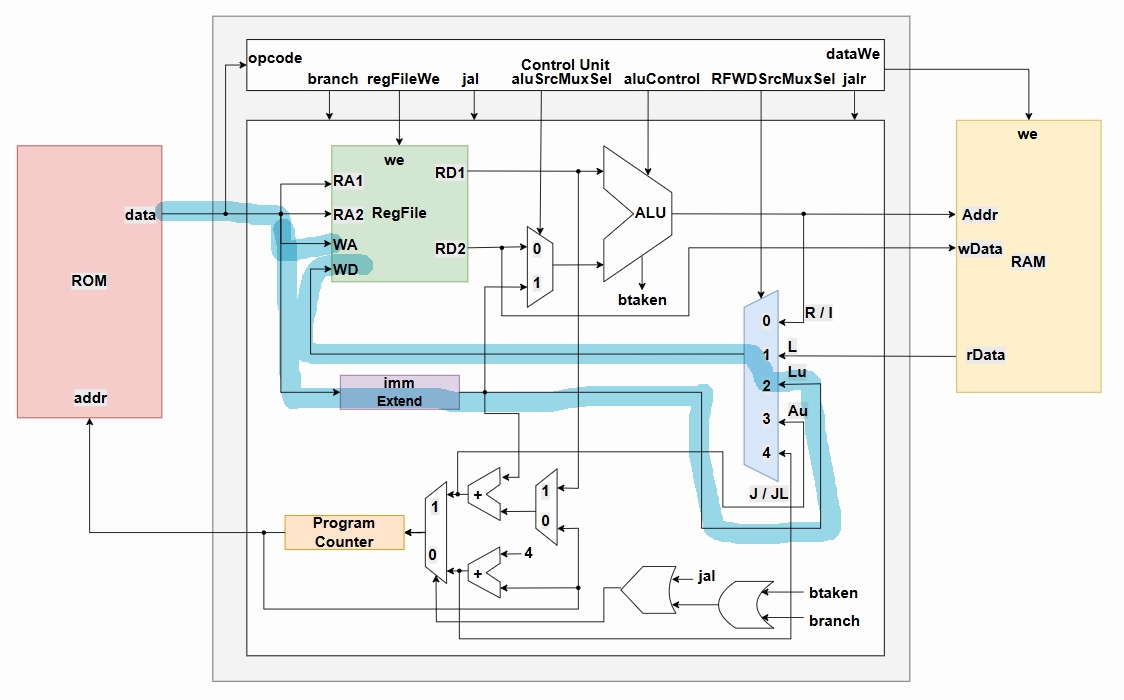 opcode
Control Unit
dataWe
branch regFileWe jal aluSrcMuxSel aluControl RFWDSrcMuxSel jalr
we
we
RA1
RD1
data
RA2
RegFile
ALU
Addr
WA
RD2
0
wData
WD
RAM
ROM
1
btaken
0
R / I
1
L
rData
2
Lu
imm
Extend
addr
3
Au
4
1
+
1
J / JL
0
Program
Counter
0
4
+
jal
btaken
branch